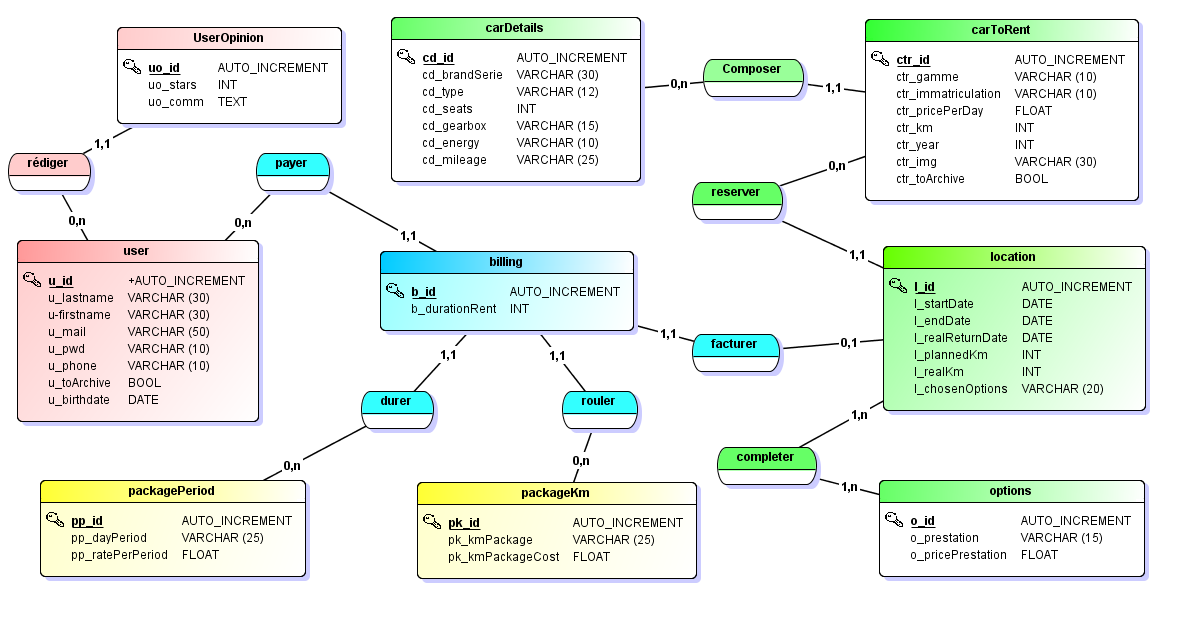 UserOpinion
uo_id AUTO_INCREMENT
uo_stars INT
uo_comm TEXT
carDetails
cd_id AUTO_INCREMENT
cd_brandSerie VARCHAR (30)
cd_type VARCHAR (12)
cd_seats INT
cd_gearbox VARCHAR (15)
cd_energy VARCHAR (10)
cd_mileage VARCHAR (25)
0,n
Composer
1,1
carToRent
ctr_id AUTO_INCREMENT
ctr_gamme VARCHAR (10)
ctr_immatriculation VARCHAR (10)
ctr_pricePerDay FLOAT
ctr_km INT
ctr_year INT
ctr_img VARCHAR (30)
ctr_toArchive BOOL
1,1
rédiger
0,n
payer
0,n
1,1
0,n
reserver
1,1
user
u_id +AUTO_INCREMENT
u_lastname VARCHAR (30)
u-firstname VARCHAR (30)
u_mail VARCHAR (50)
u_pwd VARCHAR (10)
u_phone VARCHAR (10)
u_toArchive BOOL
u_birthdate DATE
billing
b_id AUTO_INCREMENT
b_durationRent INT
location
l_id AUTO_INCREMENT
l_startDate DATE
l_endDate DATE
l_realReturnDate DATE
l_plannedKm INT
l_realKm INT
l_chosenOptions VARCHAR (20)
1,1
facturer
0,1
1,1
durer
0,n
1,1
rouler
0,n
1,n
completer
1,n
packagePeriod
pp_id AUTO_INCREMENT
pp_dayPeriod VARCHAR (25)
pp_ratePerPeriod FLOAT
packageKm
pk_id AUTO_INCREMENT
pk_kmPackage VARCHAR (25)
pk_kmPackageCost FLOAT
options
o_id AUTO_INCREMENT
o_prestation VARCHAR (15)
o_pricePrestation FLOAT